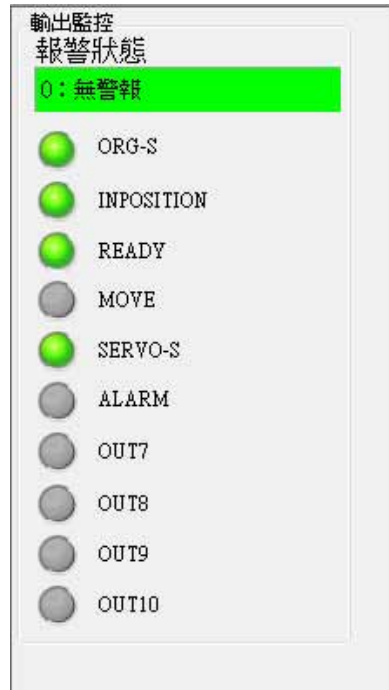 輸出監控
報警狀態
0：無警報
ORG-S
INPOSITION
READY
MOVE
SERVO-S
ALARM
OUT7
OUT8
OUT9
OUT10